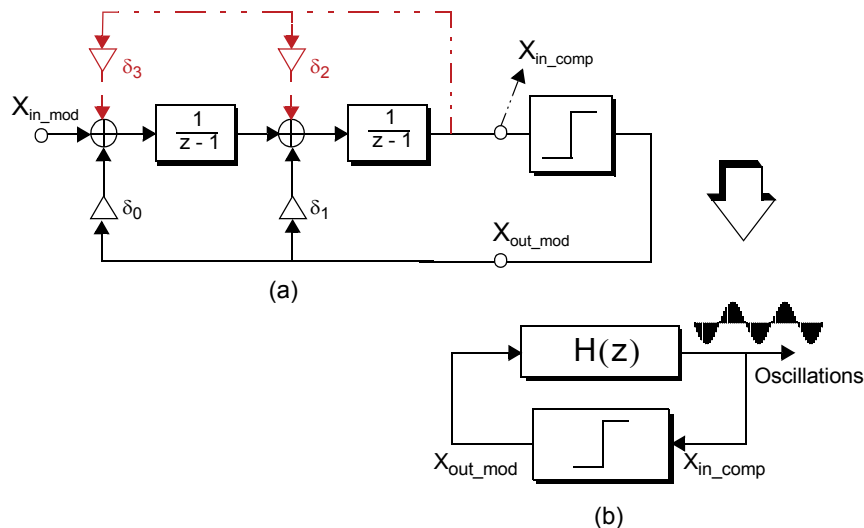 δ3 δ2 Xin_comp
Xin_mod
1
z - 1
1
z - 1
δ0 δ1
Xout_mod
(a)
H(z)
Oscillations
Xout_mod Xin_comp
(b)